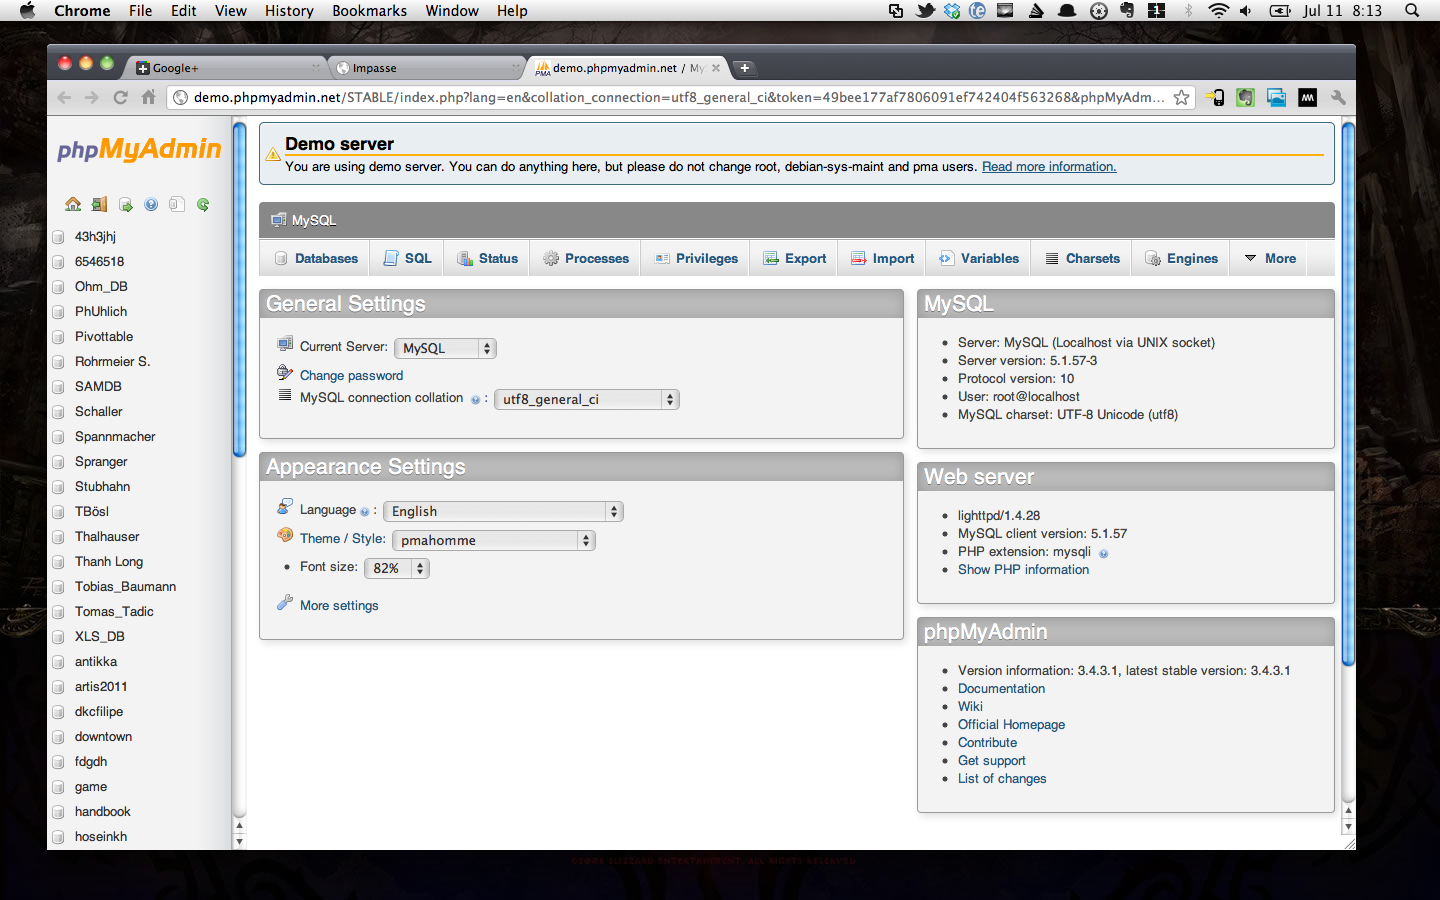 Chrome File Edit View History Bookmarks Window Help Jul 11 8:13
Google+ Impasse demo.phpmyadmin.net / My
demo.phpmyadmin.net/STABLE/index.php?lang=en&collation_connection=utf8_general_ci&token=49bee177af7806091ef742404f563268&phpMyAdm...
phpMyAdmin
43h3jhj
6546518
Ohm_DB
PhUhlich
Pivottable
Rohrmeier S.
SAMDB
Schaller
Spannmacher
Spranger
Stubhahn
TBösl
Thalhauser
Thanh Long
Tobias_Baumann
Tomas_Tadic
XLS_DB
antikka
artis2011
dkcfilipe
downtown
fdgdh
game
handbook
hoseinkh
Demo server
You are using demo server. You can do anything here, but please do not change root, debian-sys-maint and pma users. Read more information.
MySQL
Databases SQL Status Processes Privileges Export Import Variables Charsets Engines More
General Settings
Current Server: MySQL
Change password
MySQL connection collation : utf8_general_ci
Appearance Settings
Language : English
Theme / Style: pmahomme
Font size: 82%
More settings
MySQL
Server: MySQL (Localhost via UNIX socket)
Server version: 5.1.57-3
Protocol version: 10
User: root@localhost
MySQL charset: UTF-8 Unicode (utf8)
Web server
lighttpd/1.4.28
MySQL client version: 5.1.57
PHP extension: mysqli
Show PHP information
phpMyAdmin
Version information: 3.4.3.1, latest stable version: 3.4.3.1
Documentation
Wiki
Official Homepage
Contribute
Get support
List of changes